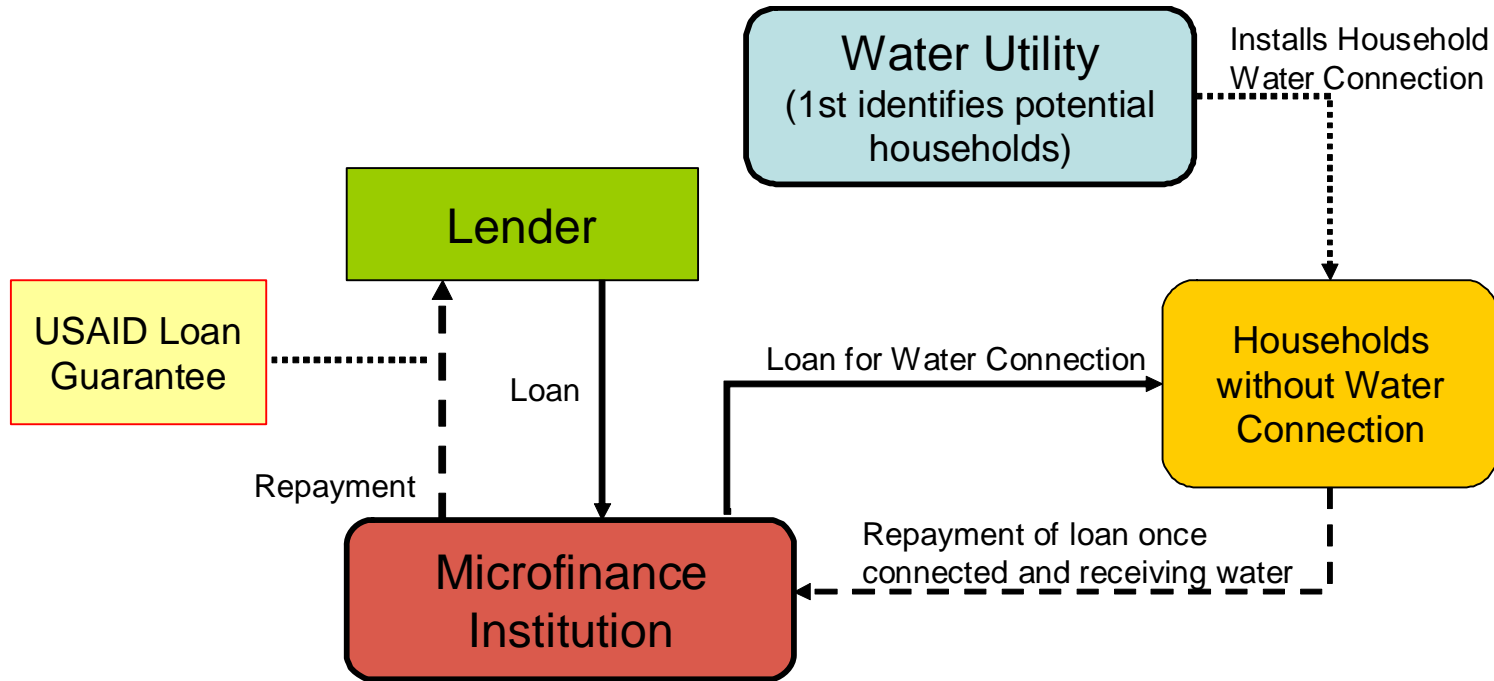 Water Utility
(1st identifies potential
households)
Installs Household
Water Connection
Lender
USAID Loan
Guarantee
Loan
Repayment
Loan for Water Connection
Households
without Water
Connection
Repayment of loan once
connected and receiving water
Microfinance
Institution